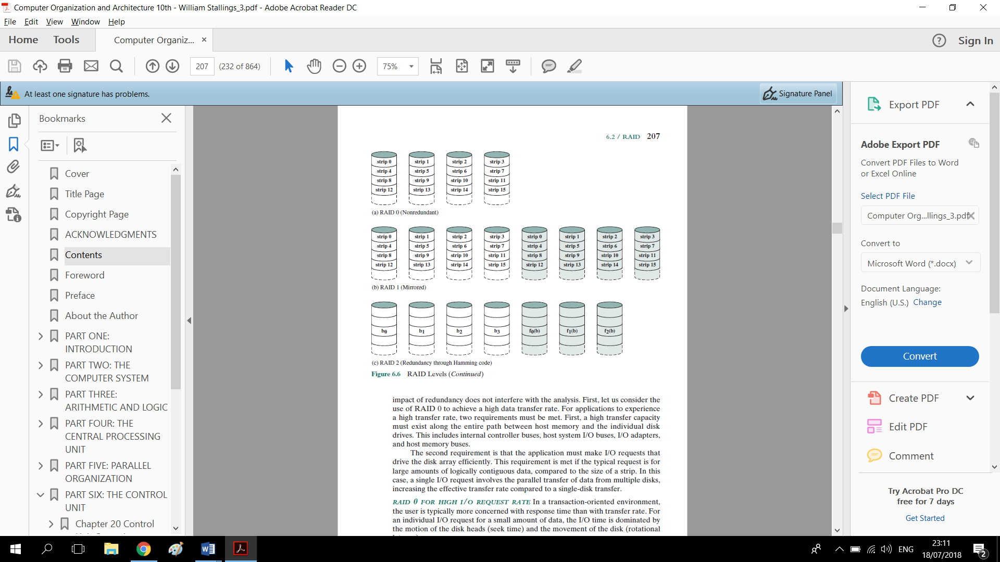 Computer Organization and Architecture 10th - William Stallings_3.pdf - Adobe Acrobat Reader DC
File Edit View Window Help
Home Tools Computer Organiz... Sign In
207 (232 of 864) 75%
At least one signature has problems. Signature Panel
Bookmarks
Cover
Title Page
Copyright Page
ACKNOWLEDGMENTS
Contents
Foreword
Preface
About the Author
PART ONE:
INTRODUCTION
PART TWO: THE
COMPUTER SYSTEM
PART THREE:
ARITHMETIC AND LOGIC
PART FOUR: THE
CENTRAL PROCESSING
UNIT
PART FIVE: PARALLEL
ORGANIZATION
PART SIX: THE CONTROL
UNIT
Chapter 20 Control
6.2 / RAID 207
strip 0 strip 1 strip 2 strip 3
strip 4 strip 5 strip 6 strip 7
strip 8 strip 9 strip 10 strip 11
strip 12 strip 13 strip 14 strip 15
(a) RAID 0 (Nonredundant)
strip 0 strip 1 strip 2 strip 3 strip 0 strip 1 strip 2 strip 3
strip 4 strip 5 strip 6 strip 7 strip 4 strip 5 strip 6 strip 7
strip 8 strip 9 strip 10 strip 11 strip 8 strip 9 strip 10 strip 11
strip 12 strip 13 strip 14 strip 15 strip 12 strip 13 strip 14 strip 15
(b) RAID 1 (Mirrored)
b0 b1 b2 b3 f0(b) f1(b) f2(b)
(c) RAID 2 (Redundancy through Hamming code)
Figure 6.6 RAID Levels (Continued)
impact of redundancy does not interfere with the analysis. First, let us consider the
use of RAID 0 to achieve a high data transfer rate. For applications to experience
a high transfer rate, two requirements must be met. First, a high transfer capacity
must exist along the entire path between host memory and the individual disk
drives. This includes internal controller buses, host system I/O buses, I/O adapters,
and host memory buses.
The second requirement is that the application must make I/O requests that
drive the disk array efficiently. This requirement is met if the typical request is for
large amounts of logically contiguous data, compared to the size of a strip. In this
case, a single I/O request involves the parallel transfer of data from multiple disks,
increasing the effective transfer rate compared to a single-disk transfer.
RAID 0 FOR HIGH I/O REQUEST RATE In a transaction-oriented environment,
the user is typically more concerned with response time than with transfer rate. For
an individual I/O request for a small amount of data, the I/O time is dominated by
the motion of the disk heads (seek time) and the movement of the disk (rotational
Export PDF
Adobe Export PDF
Convert PDF Files to Word
or Excel Online
Select PDF File
Computer Org...llings_3.pdf
Convert to
Microsoft Word (*.docx)
Document Language:
English (U.S.) Change
Convert
Create PDF
Edit PDF
Comment
Try Acrobat Pro DC
free for 7 days
Get Started
ENG
23:11
18/07/2018
2